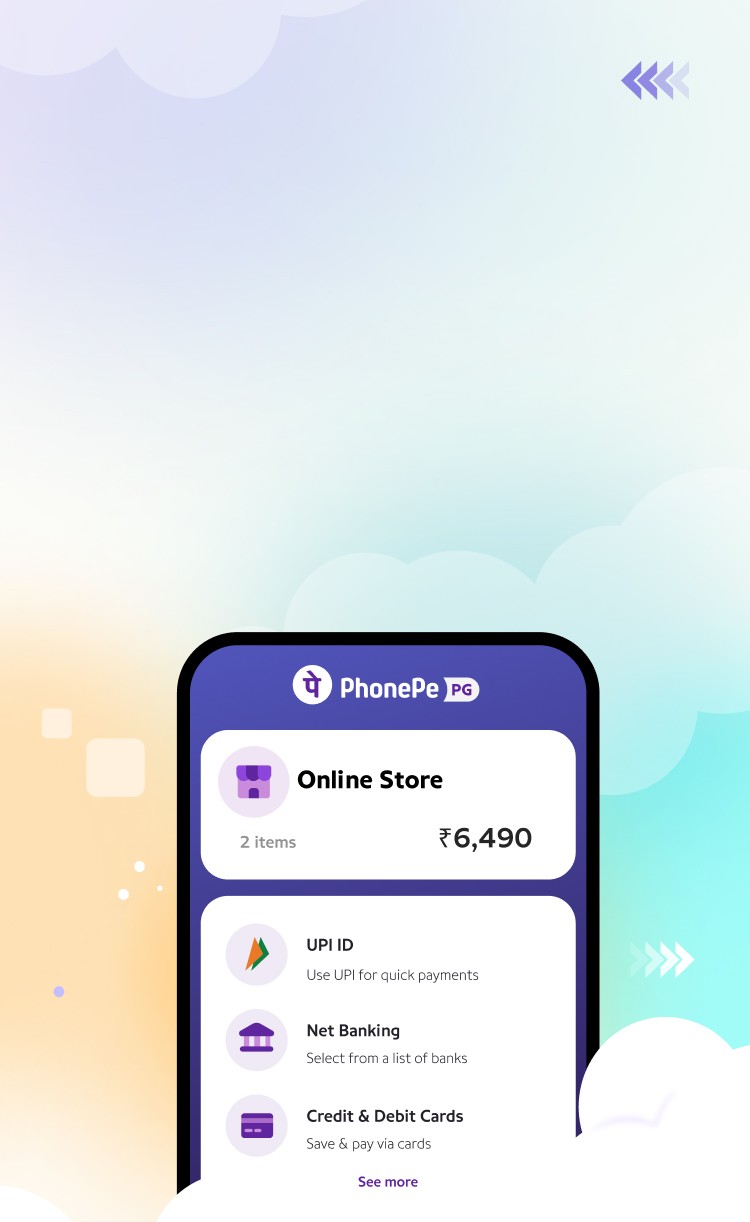 पे PhonePe PG
Online Store
2 items ₹6,490
UPI ID
Use UPI for quick payments
Net Banking
Select from a list of banks
Credit & Debit Cards
Save & pay via cards
See more